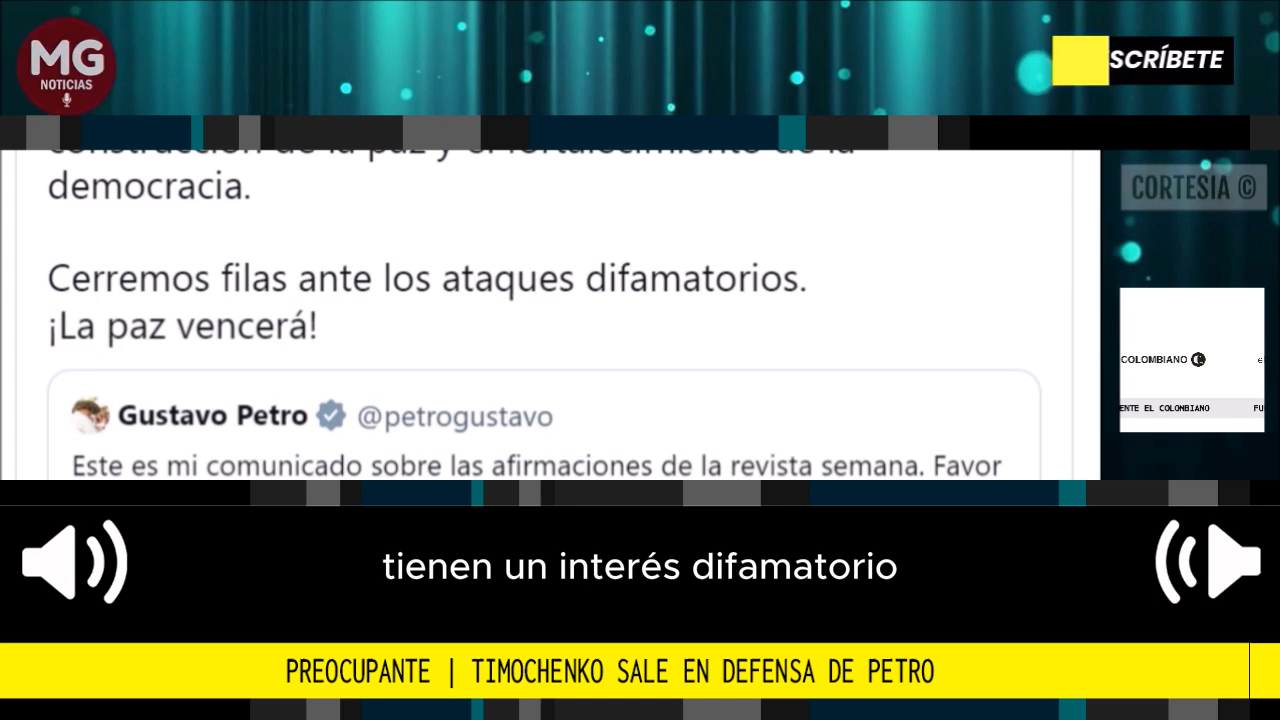 MG
NOTICIAS
SCRÍBETE
democracia.
CORTESIA ©
Cerremos filas ante los ataques difamatorios.
¡La paz vencerá!
COLOMBIANO
e
ENTE EL COLOMBIANO FU
Gustavo Petro @petrogustavo
Este es mi comunicado sobre las afirmaciones de la revista semana. Favor
tienen un interés difamatorio
PREOCUPANTE | TIMOCHENKO SALE EN DEFENSA DE PETRO